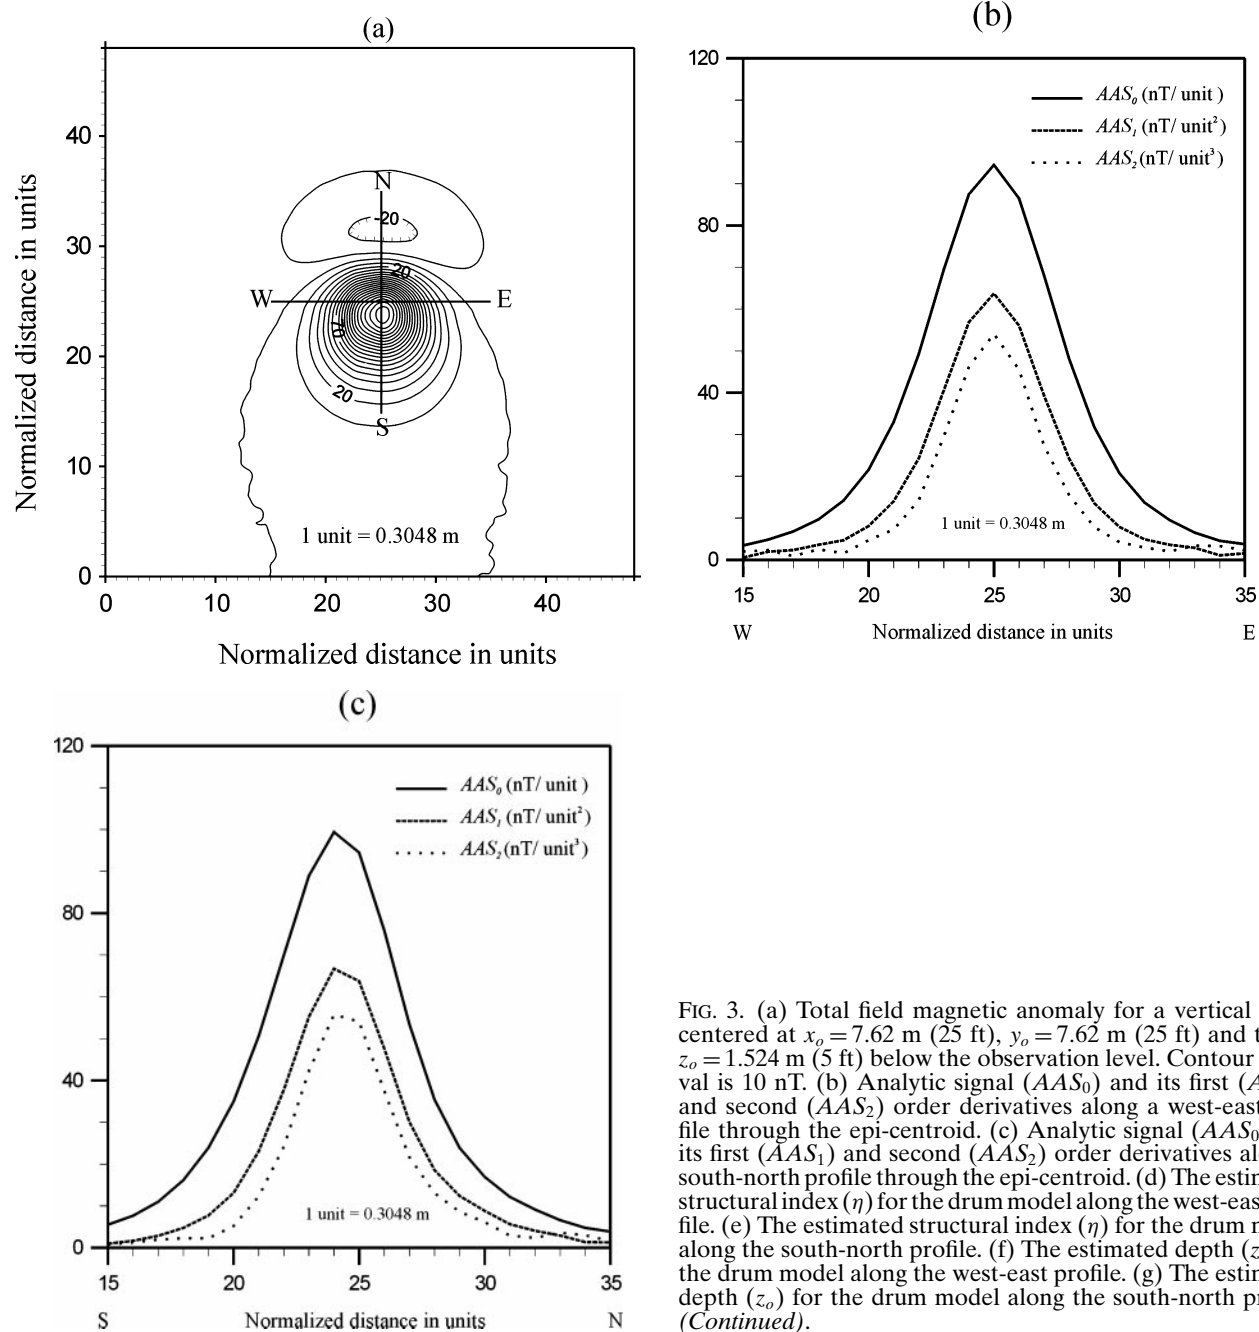 (a)
Normalized distance in units
40
30
20
10
0
N
-20
20
W
E
70
20
S
1 unit = 0.3048 m
0 10 20 30 40
Normalized distance in units
(b)
120
80
40
0
AAS₀ (nT/ unit )
AAS₁ (nT/ unit²)
AAS₂ (nT/ unit³)
1 unit = 0.3048 m
15 20 25 30 35
W Normalized distance in units E
(c)
120
80
40
0
AAS₀ (nT/ unit )
AAS₁ (nT/ unit²)
AAS₂ (nT/ unit³)
1 unit = 0.3048 m
15 20 25 30 35
S Normalized distance in units N
FIG. 3. (a) Total field magnetic anomaly for a vertical
centered at xₒ = 7.62 m (25 ft), yₒ = 7.62 m (25 ft) and
zₒ = 1.524 m (5 ft) below the observation level. Contour
val is 10 nT. (b) Analytic signal (AAS₀) and its first
and second (AAS₂) order derivatives along a west-east
file through the epi-centroid. (c) Analytic signal (AAS₀
its first (AAS₁) and second (AAS₂) order derivatives
south-north profile through the epi-centroid. (d) The
structural index (η) for the drum model along the west-east
file. (e) The estimated structural index (η) for the drum
along the south-north profile. (f) The estimated depth (z
the drum model along the west-east profile. (g) The
depth (zₒ) for the drum model along the south-north
(Continued).